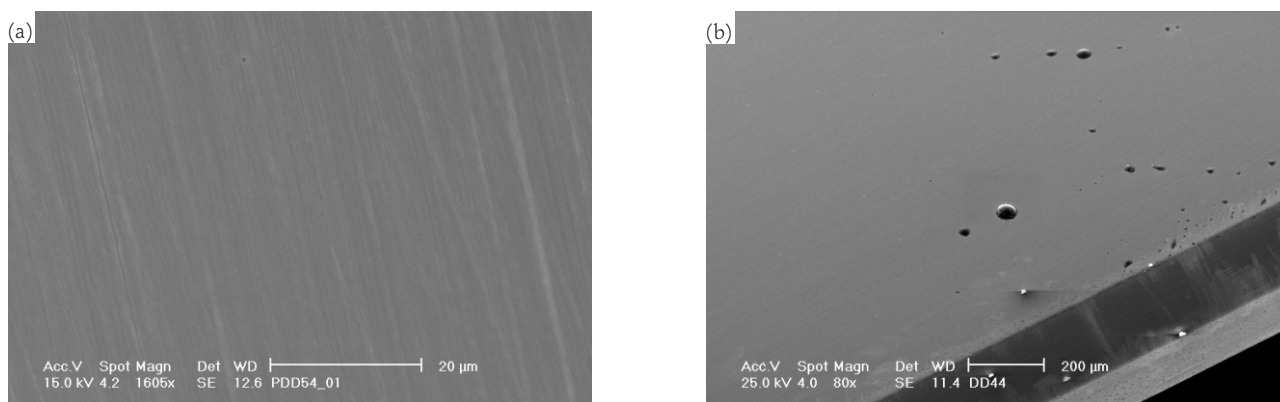 (a)
Acc.V Spot Magn Det WD 20 μm
15.0 kV 4.2 1605x SE 12.6 PDD54_01
(b)
Acc.V Spot Magn Det WD 200 μm
25.0 kV 4.0 80x SE 11.4 DD44